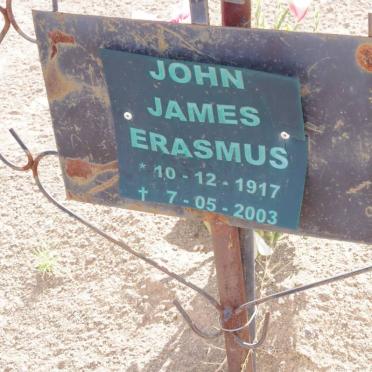 JOHN
JAMES
ERASMUS
* 10 - 12 - 1917
† 7 - 05 - 2003